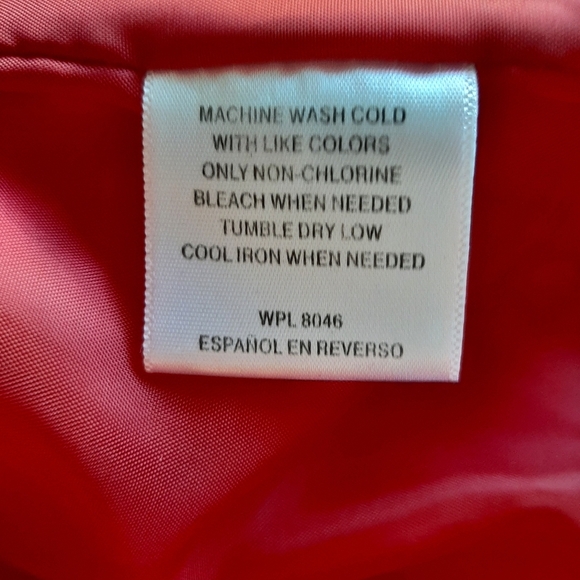 MACHINE WASH COLD
WITH LIKE COLORS
ONLY NON-CHLORINE
BLEACH WHEN NEEDED
TUMBLE DRY LOW
COOL IRON WHEN NEEDED
WPL 8046
ESPAÑOL EN REVERSO